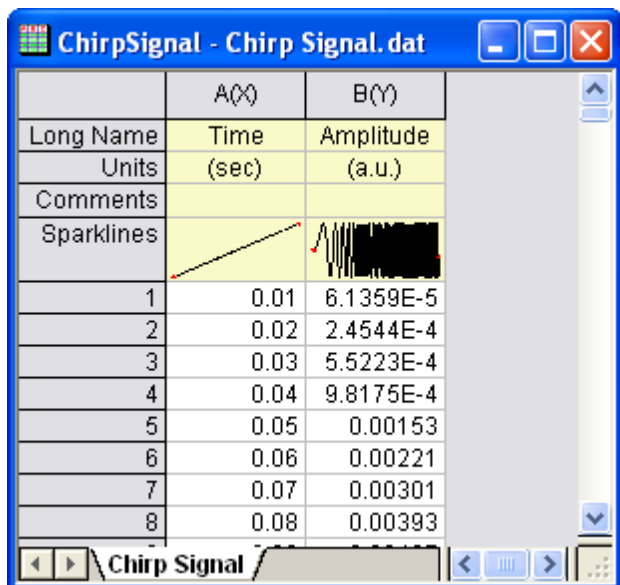 ChirpSignal - Chirp Signal.dat
A(X) B(Y)
Long Name Time Amplitude
Units (sec) (a.u.)
Comments
Sparklines
1 0.01 6.1359E-5
2 0.02 2.4544E-4
3 0.03 5.5223E-4
4 0.04 9.8175E-4
5 0.05 0.00153
6 0.06 0.00221
7 0.07 0.00301
8 0.08 0.00393
Chirp Signal